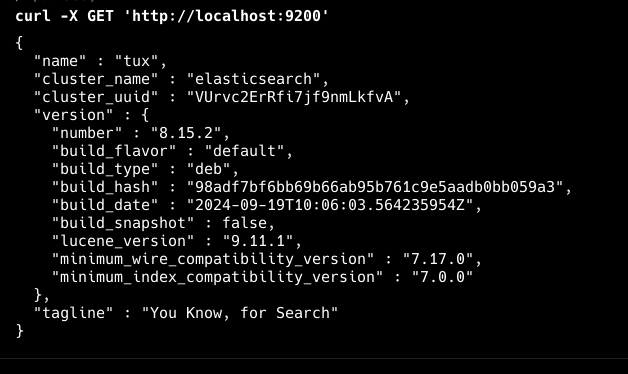 curl -X GET 'http://localhost:9200'
{
  "name" : "tux",
  "cluster_name" : "elasticsearch",
  "cluster_uuid" : "VUrvc2ErRfi7jf9nmLkfvA",
  "version" : {
    "number" : "8.15.2",
    "build_flavor" : "default",
    "build_type" : "deb",
    "build_hash" : "98adf7bf6bb69b66ab95b761c9e5aadb0bb059a3",
    "build_date" : "2024-09-19T10:06:03.564235954Z",
    "build_snapshot" : false,
    "lucene_version" : "9.11.1",
    "minimum_wire_compatibility_version" : "7.17.0",
    "minimum_index_compatibility_version" : "7.0.0"
  },
  "tagline" : "You Know, for Search"
}